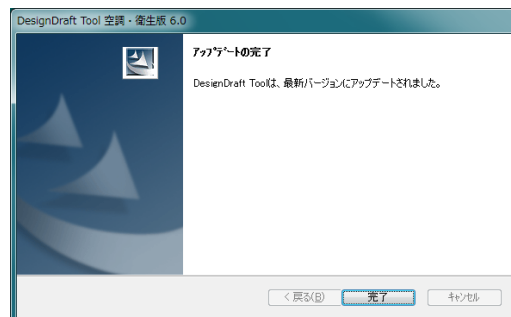 DesignDraft Tool 空調・衛生版 6.0
ｱｯﾌﾟﾃﾞｰﾄの完了
DesignDraft Toolは、最新バージョンにアップデートされました。
< 戻る(B)
完了
ｷｬﾝｾﾙ